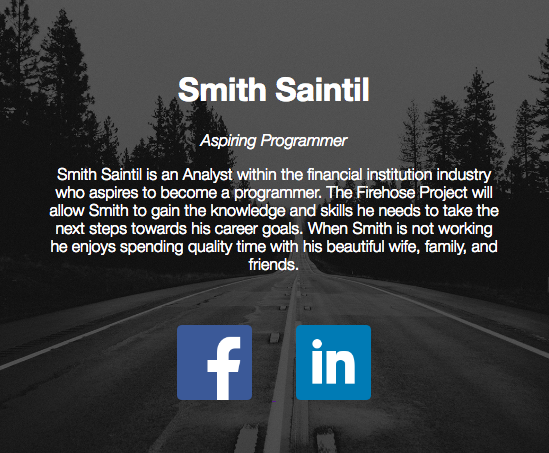 Smith Saintil
Aspiring Programmer
Smith Saintil is an Analyst within the financial institution industry
who aspires to become a programmer. The Firehose Project will
allow Smith to gain the knowledge and skills he needs to take the
next steps towards his career goals. When Smith is not working
he enjoys spending quality time with his beautiful wife, family, and
friends.
f in